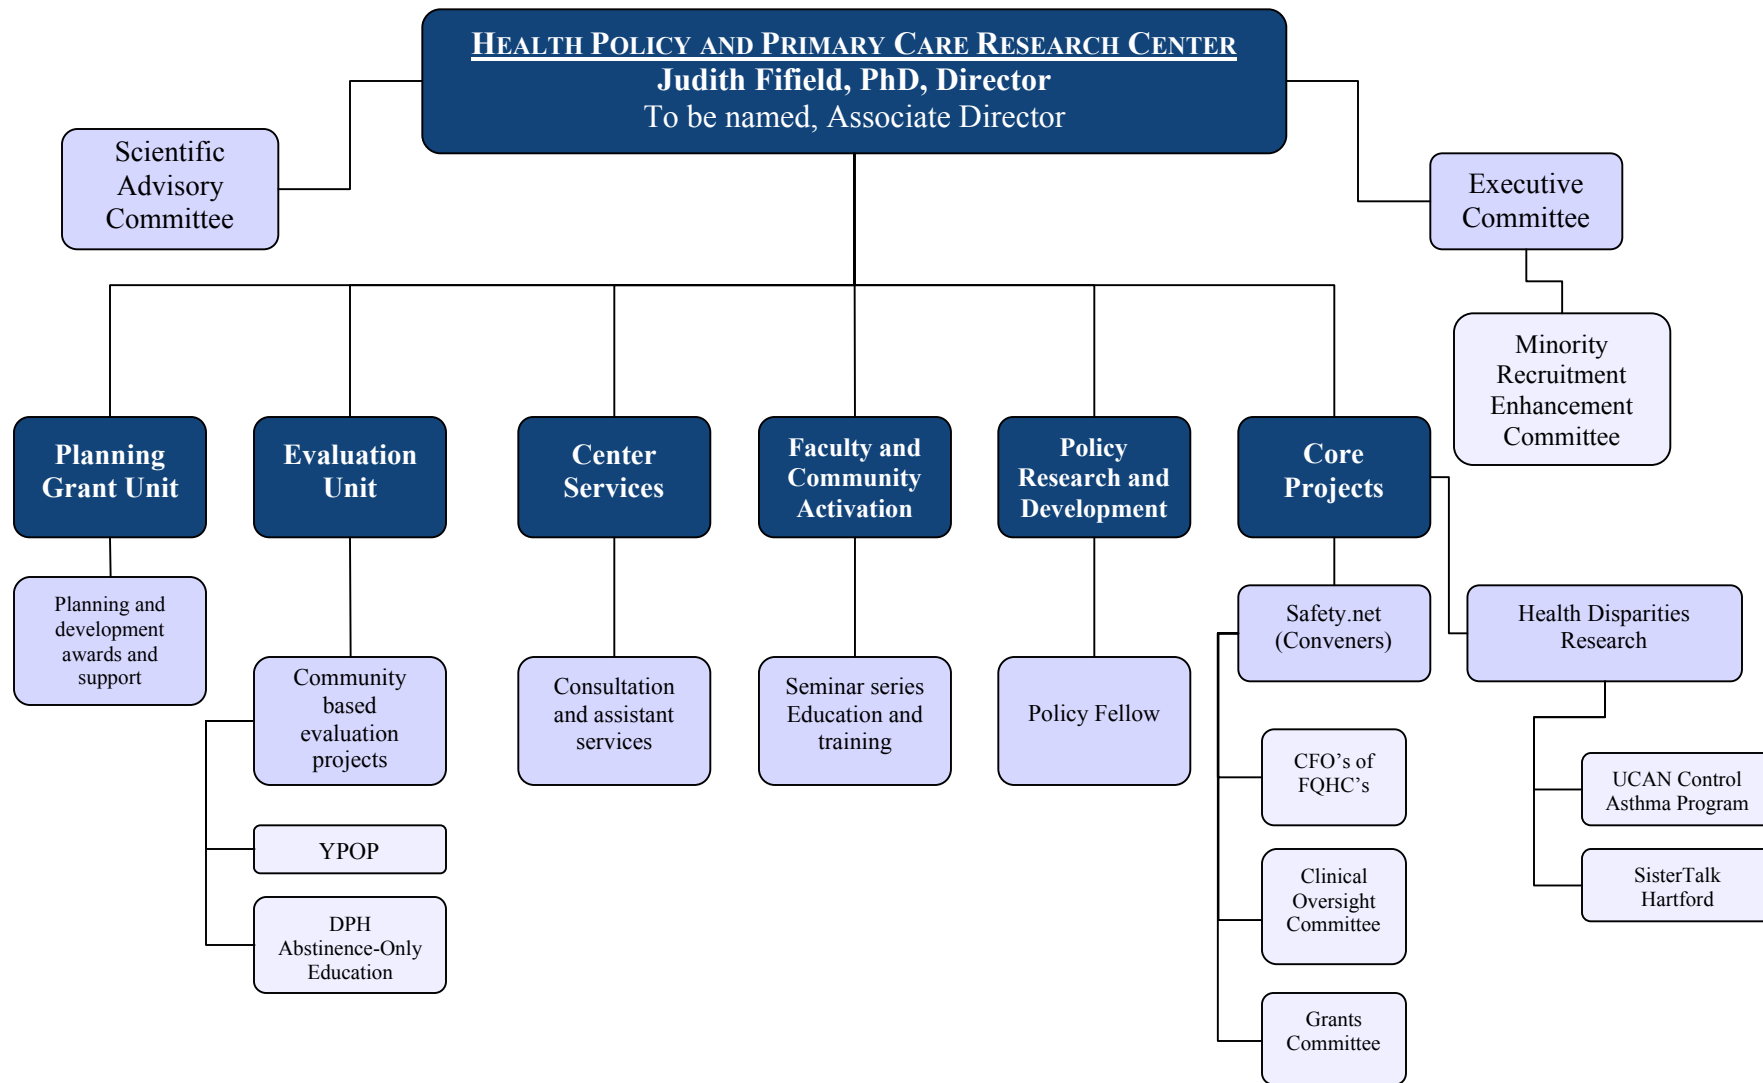 HEALTH POLICY AND PRIMARY CARE RESEARCH CENTER
Judith Fifield, PhD, Director
To be named, Associate Director
Scientific
Advisory
Committee
Executive
Committee
Minority
Recruitment
Enhancement
Committee
Planning
Grant Unit
Evaluation
Unit
Center
Services
Faculty and
Community
Activation
Policy
Research and
Development
Core
Projects
Planning and
development
awards and
support
Community
based
evaluation
projects
Consultation
and assistant
services
Seminar series
Education and
training
Policy Fellow
Safety.net
(Conveners)
Health Disparities
Research
YPOP
DPH
Abstinence-Only
Education
CFO’s of
FQHC’s
Clinical
Oversight
Committee
Grants
Committee
UCAN Control
Asthma Program
SisterTalk
Hartford